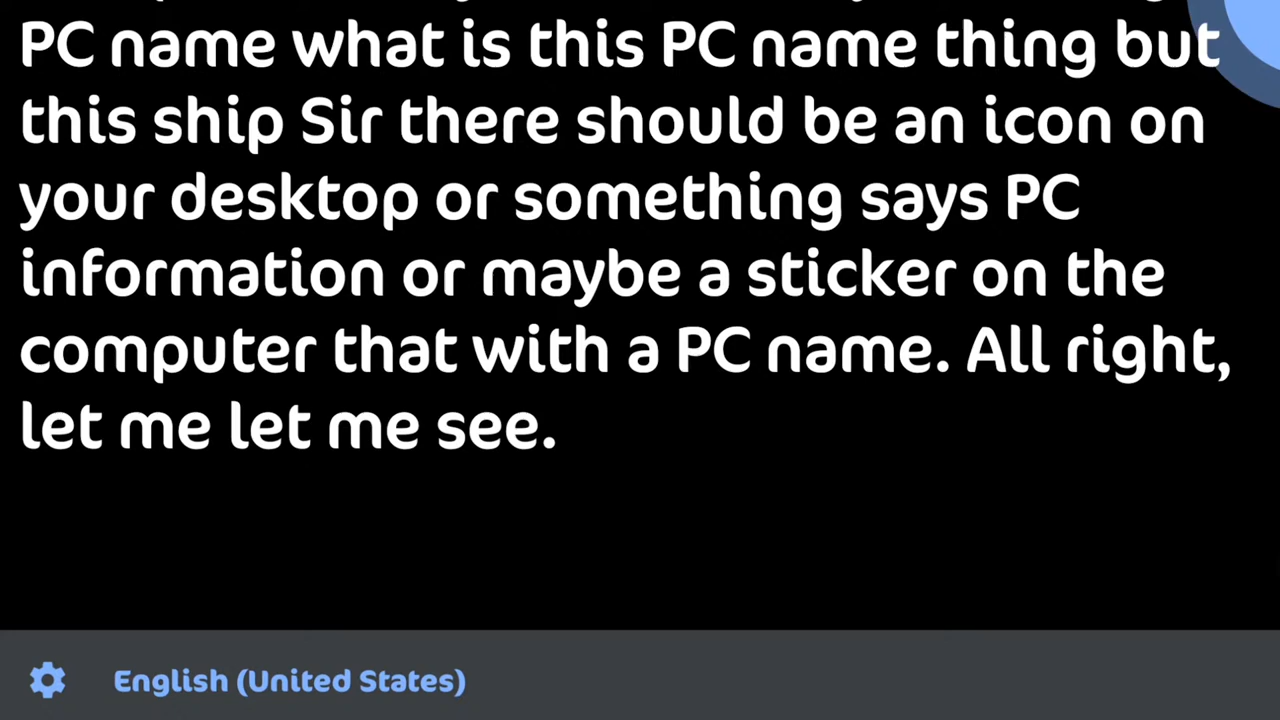 PC name what is this PC name thing but
this ship Sir there should be an icon on
your desktop or something says PC
information or maybe a sticker on the
computer that with a PC name. All right,
let me let me see.
English (United States)